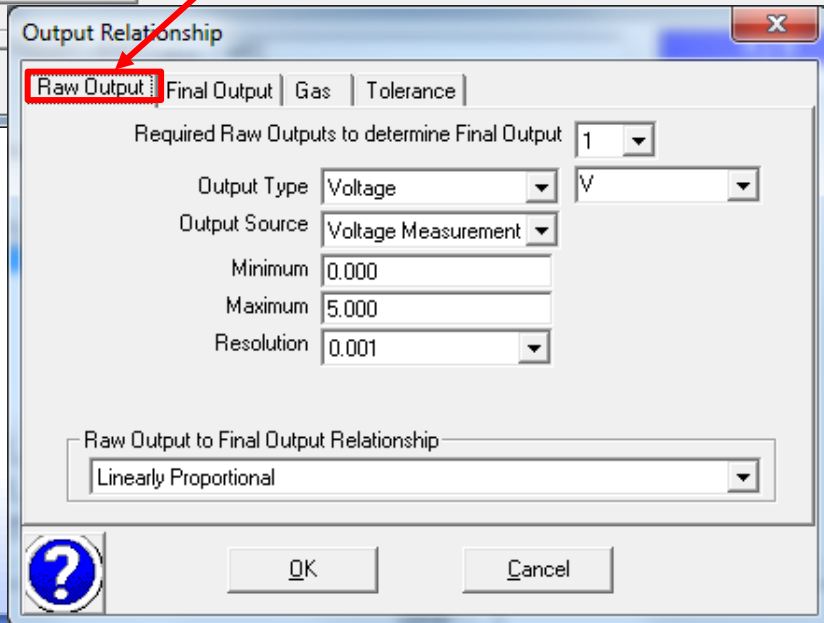 Output Relationship
x
Raw Output Final Output Gas Tolerance
Required Raw Outputs to determine Final Output 1
Output Type Voltage V
Output Source Voltage Measurement
Minimum 0.000
Maximum 5.000
Resolution 0.001
Raw Output to Final Output Relationship
Linearly Proportional
? OK Cancel